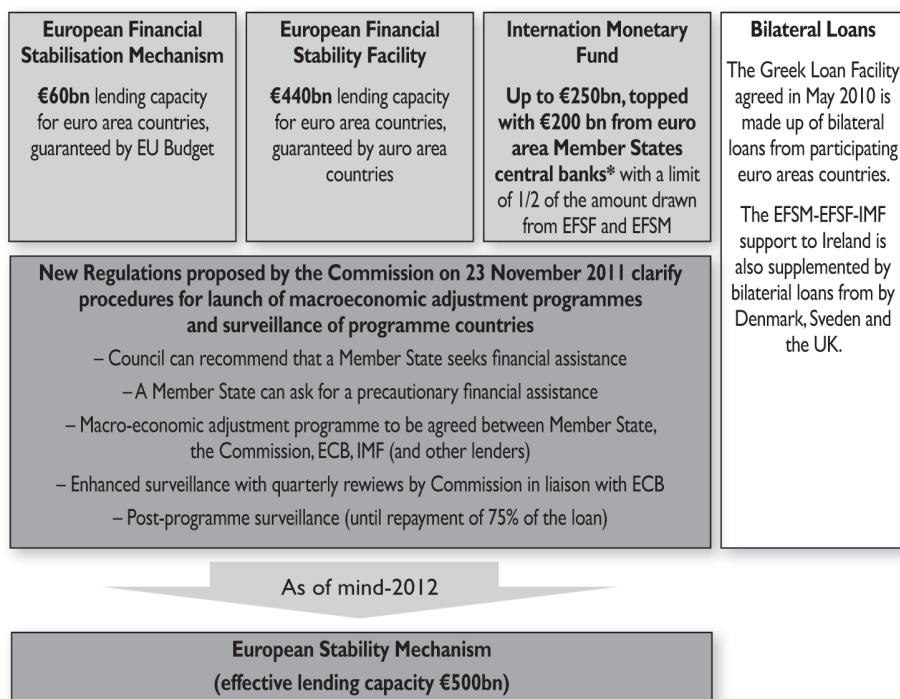 European Financial
Stabilisation Mechanism
€60bn lending capacity
for euro area countries,
guaranteed by EU Budget
European Financial
Stability Facility
€440bn lending capacity
for euro area countries,
guaranteed by auro area
countries
Internation Monetary
Fund
Up to €250bn, topped
with €200 bn from euro
area Member States
central banks* with a limit
of 1/2 of the amount drawn
from EFSF and EFSM
Bilateral Loans
The Greek Loan Facility
agreed in May 2010 is
made up of bilateral
loans from participating
euro areas countries.
The EFSM-EFSF-IMF
support to Ireland is
also supplemented by
bilaterial loans from by
Denmark, Sveden and
the UK.
New Regulations proposed by the Commission on 23 November 2011 clarify
procedures for launch of macroeconomic adjustment programmes
and surveillance of programme countries
– Council can recommend that a Member State seeks financial assistance
– A Member State can ask for a precautionary financial assistance
– Macro-economic adjustment programme to be agreed between Member State,
the Commission, ECB, IMF (and other lenders)
– Enhanced surveillance with quarterly rewiews by Commission in liaison with ECB
– Post-programme surveillance (until repayment of 75% of the loan)
As of mind-2012
European Stability Mechanism
(effective lending capacity €500bn)